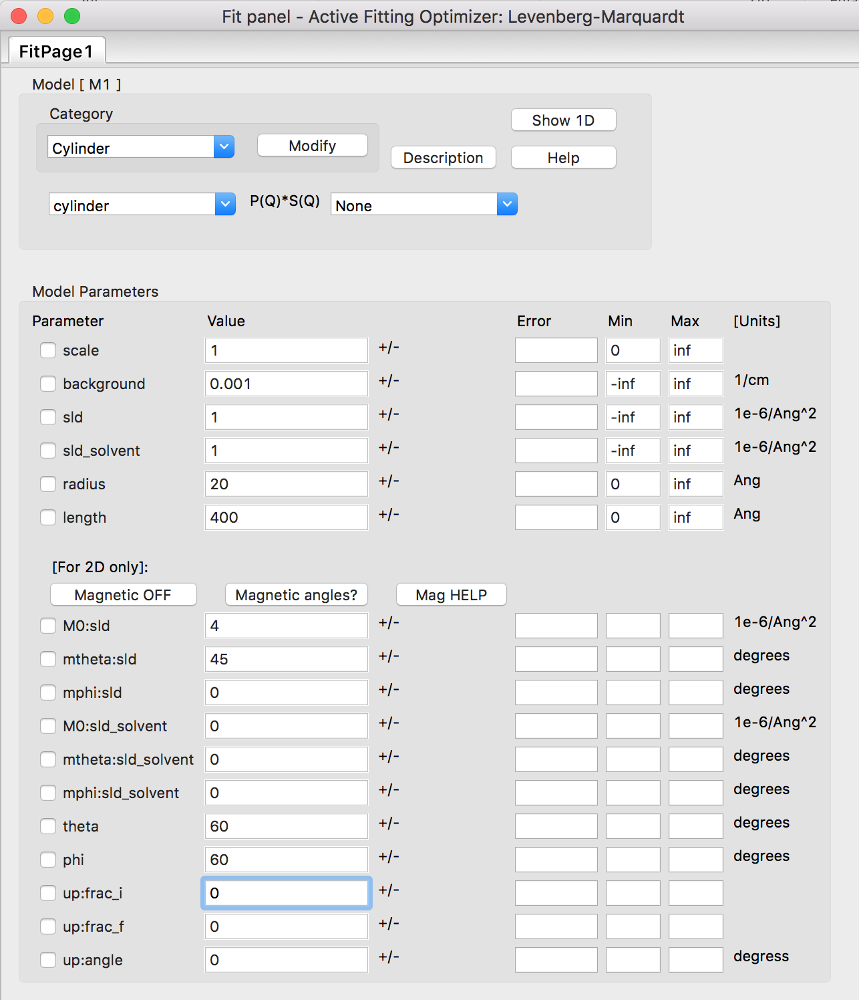 Fit panel - Active Fitting Optimizer: Levenberg-Marquardt
FitPage1
Model [ M1 ]
Category
Show 1D
Cylinder
Modify
Description
Help
cylinder
P(Q)*S(Q)
None
Model Parameters
Parameter Value Error Min Max [Units]
scale 1 +/- 0 inf
background 0.001 +/- -inf inf 1/cm
sld 1 +/- -inf inf 1e-6/Ang^2
sld_solvent 1 +/- -inf inf 1e-6/Ang^2
radius 20 +/- 0 inf Ang
length 400 +/- 0 inf Ang
[For 2D only]:
Magnetic OFF Magnetic angles? Mag HELP
M0:sld 4 +/- 1e-6/Ang^2
mtheta:sld 45 +/- degrees
mphi:sld 0 +/- degrees
M0:sld_solvent 0 +/- 1e-6/Ang^2
mtheta:sld_solvent 0 +/- degrees
mphi:sld_solvent 0 +/- degrees
theta 60 +/- degrees
phi 60 +/- degrees
up:frac_i 0 +/-
up:frac_f 0 +/-
up:angle 0 +/- degress